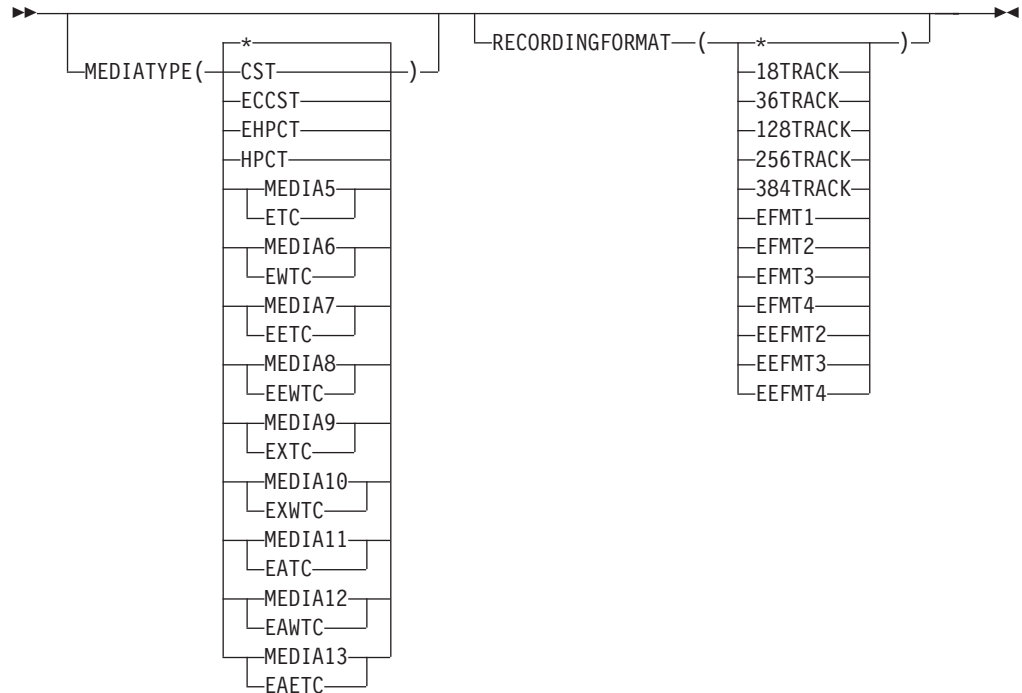 *
RECORDINGFORMAT ( * )
MEDIATYPE( CST )
18TRACK
ECCST
36TRACK
EHPCT
128TRACK
HPCT
256TRACK
MEDIA5
384TRACK
ETC
EFMT1
MEDIA6
EFMT2
EWTC
EFMT3
MEDIA7
EFMT4
EETC
EEFMT2
MEDIA8
EEFMT3
EEWTC
EEFMT4
MEDIA9
EXTC
MEDIA10
EXWTC
MEDIA11
EATC
MEDIA12
EAWTC
MEDIA13
EAETC